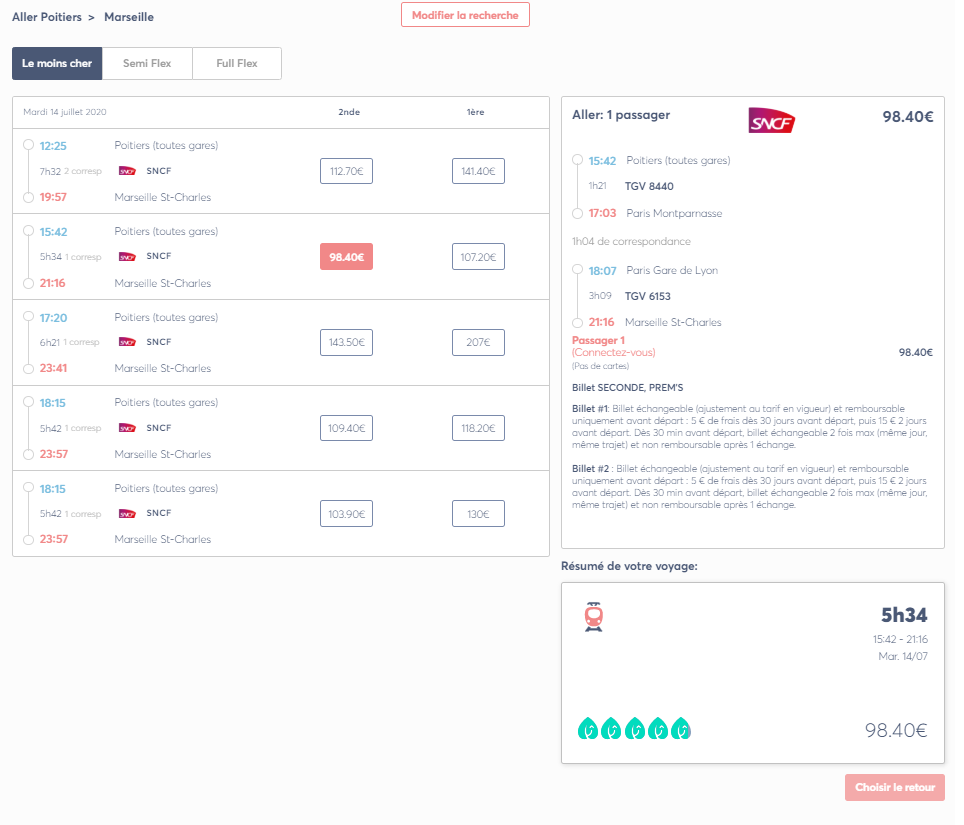 Aller Poitiers > Marseille
Modifier la recherche
Le moins cher
Semi Flex
Full Flex
Mardi 14 juillet 2020
2nde
1ère
12:25 Poitiers (toutes gares)
7h32 2 corresp SNCF SNCF
112.70€
141.40€
19:57 Marseille St-Charles
15:42 Poitiers (toutes gares)
5h34 1 corresp SNCF SNCF
98.40€
107.20€
21:16 Marseille St-Charles
17:20 Poitiers (toutes gares)
6h21 1 corresp SNCF SNCF
143.50€
207€
23:41 Marseille St-Charles
18:15 Poitiers (toutes gares)
5h42 1 corresp SNCF SNCF
109.40€
118.20€
23:57 Marseille St-Charles
18:15 Poitiers (toutes gares)
5h42 1 corresp SNCF SNCF
103.90€
130€
23:57 Marseille St-Charles
Aller: 1 passager
SNCF
98.40€
15:42 Poitiers (toutes gares)
1h21 TGV 8440
17:03 Paris Montparnasse
1h04 de correspondance
18:07 Paris Gare de Lyon
3h09 TGV 6153
21:16 Marseille St-Charles
Passager 1
(Connectez-vous)
98.40€
(Pas de cartes)
Billet SECONDE, PREM'S
Billet #1: Billet échangeable (ajustement au tarif en vigueur) et remboursable
uniquement avant départ : 5 € de frais dès 30 jours avant départ, puis 15 € 2 jours
avant départ. Dès 30 min avant départ, billet échangeable 2 fois max (même jour,
même trajet) et non remboursable après 1 échange.
Billet #2 : Billet échangeable (ajustement au tarif en vigueur) et remboursable
uniquement avant départ : 5 € de frais dès 30 jours avant départ, puis 15 € 2 jours
avant départ. Dès 30 min avant départ, billet échangeable 2 fois max (même jour,
même trajet) et non remboursable après 1 échange.
Résumé de votre voyage:
5h34
15:42 - 21:16
Mar. 14/07
98.40€
Choisir le retour